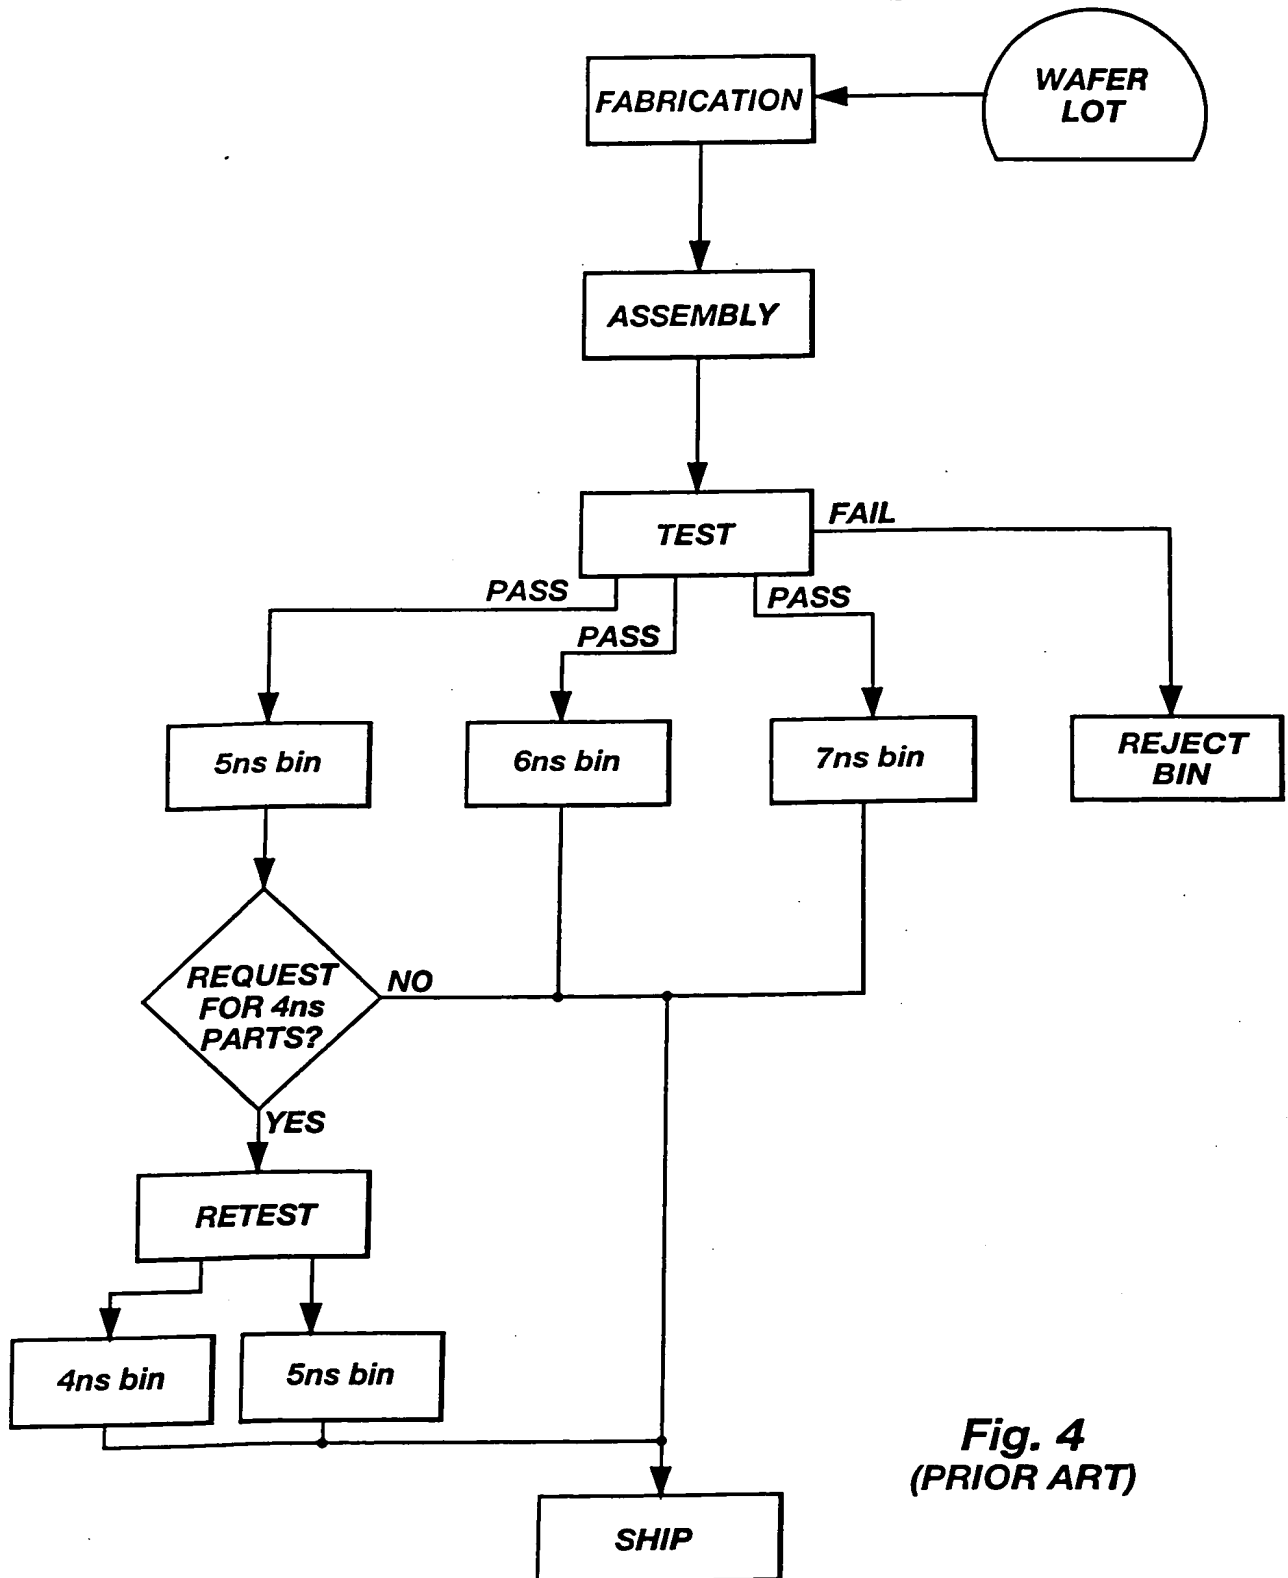 WAFER
LOT
FABRICATION
ASSEMBLY
TEST
FAIL
PASS
PASS
PASS
5ns bin
6ns bin
7ns bin
REJECT
BIN
REQUEST
FOR 4ns
PARTS?
NO
YES
RETEST
4ns bin
5ns bin
SHIP
Fig. 4
(PRIOR ART)